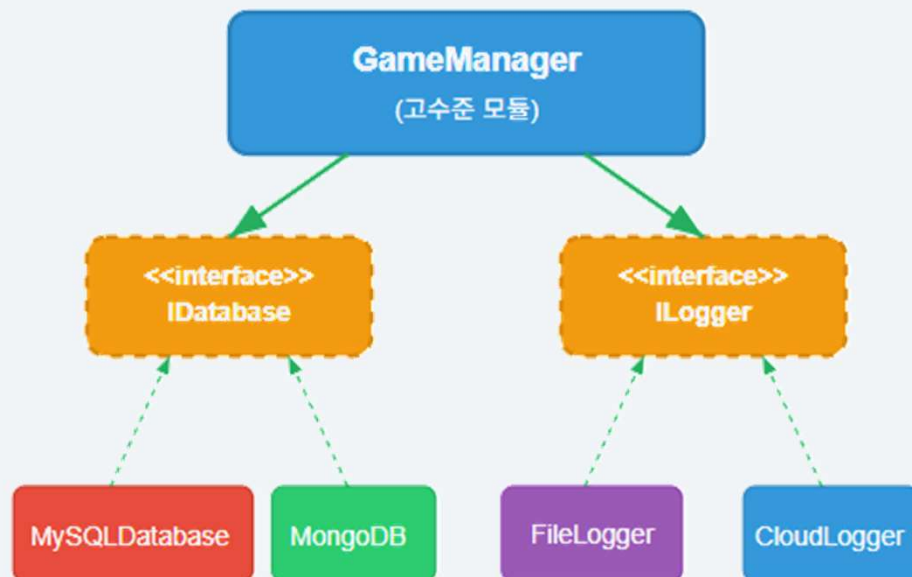 GameManager
(고수준 모듈)
<<interface>>
IDatabase
<<interface>>
ILogger
MySQLDatabase
MongoDB
FileLogger
CloudLogger